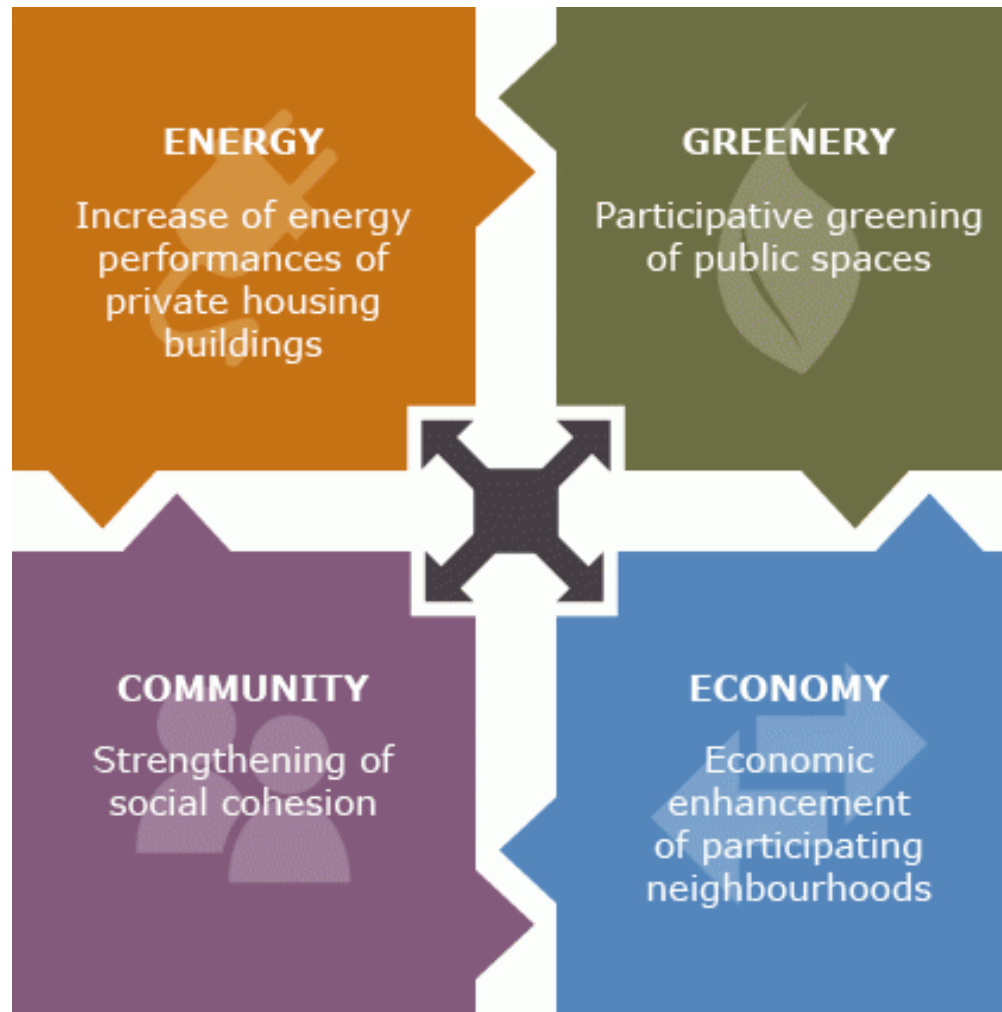 ENERGY
Increase of energy
performances of
private housing
buildings
GREENERY
Participative greening
of public spaces
COMMUNITY
Strengthening of
social cohesion
ECONOMY
Economic
enhancement
of participating
neighbourhoods